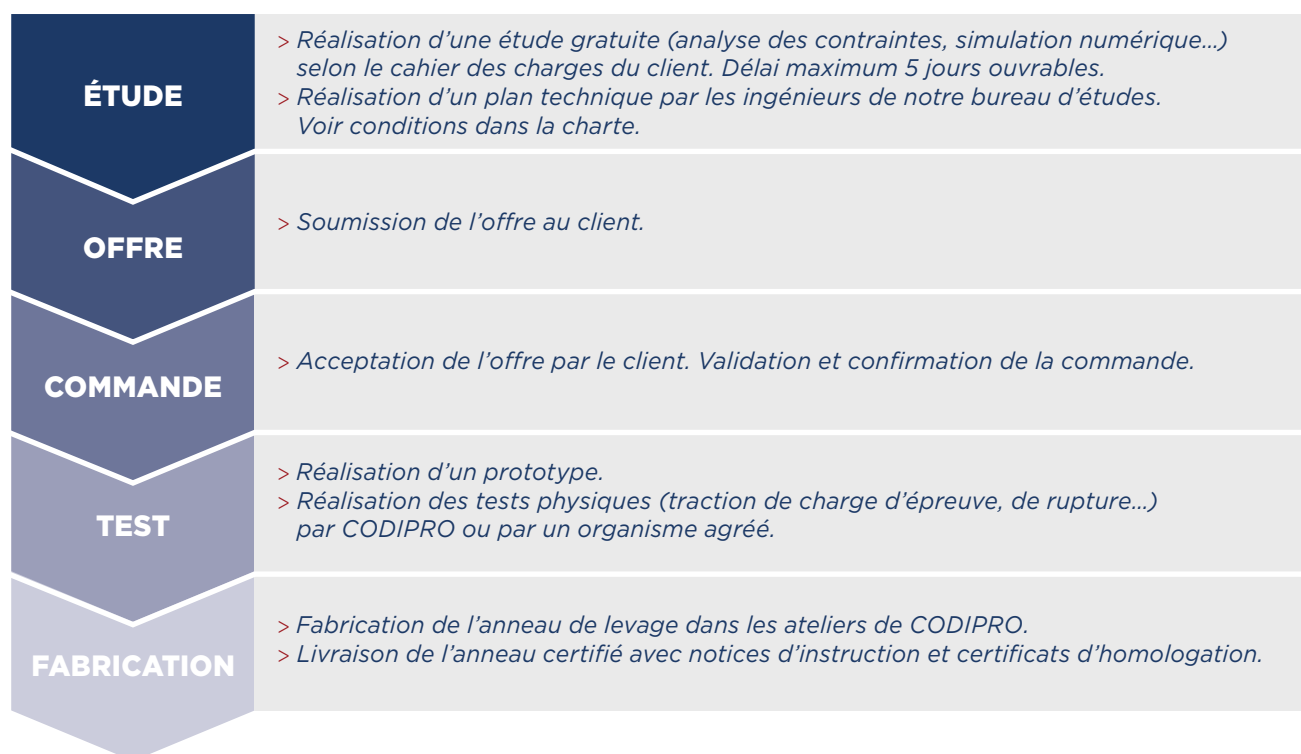 ÉTUDE
> Réalisation d’une étude gratuite (analyse des contraintes, simulation numérique...)
selon le cahier des charges du client. Délai maximum 5 jours ouvrables.
> Réalisation d’un plan technique par les ingénieurs de notre bureau d’études.
Voir conditions dans la charte.
OFFRE
> Soumission de l’offre au client.
COMMANDE
> Acceptation de l’offre par le client. Validation et confirmation de la commande.
TEST
> Réalisation d’un prototype.
> Réalisation des tests physiques (traction de charge d’épreuve, de rupture...)
par CODIPRO ou par un organisme agréé.
FABRICATION
> Fabrication de l’anneau de levage dans les ateliers de CODIPRO.
> Livraison de l’anneau certifié avec notices d’instruction et certificats d’homologation.